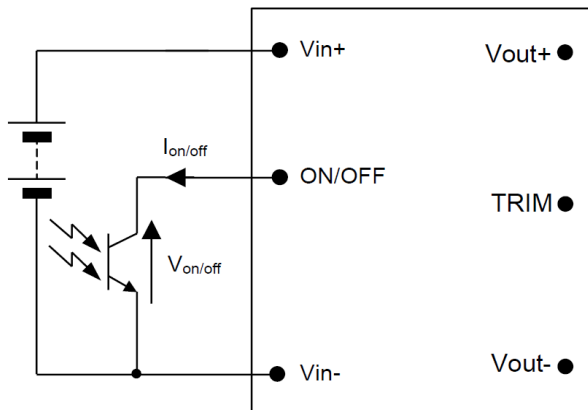 Vin+
Vout+
Ion/off
ON/OFF
TRIM
Von/off
Vin-
Vout-